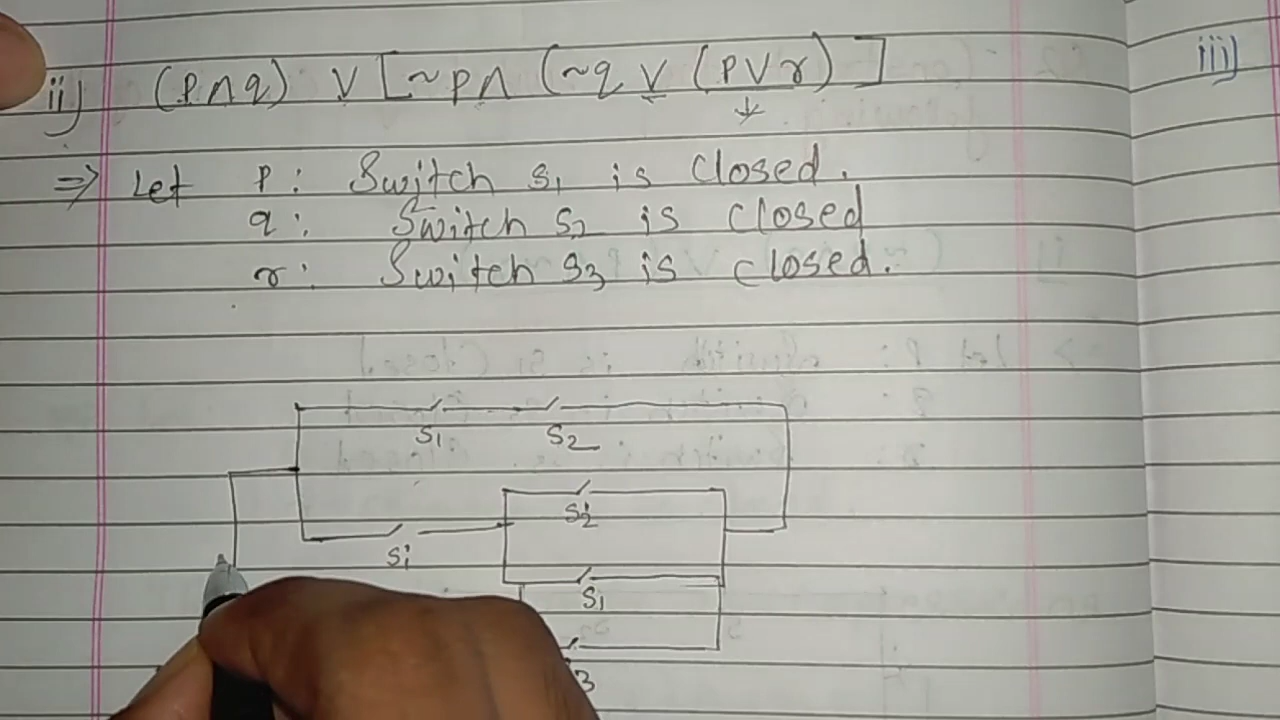 ii) (p∧q) ∨ [~p∧ (~q ∨ (p∨r) ]
iii)
⇒ Let p: Switch S1 is Closed.
q: Switch S2 is Closed
r: Switch S3 is closed.
S1 S2
S2'
S1'
S1
3